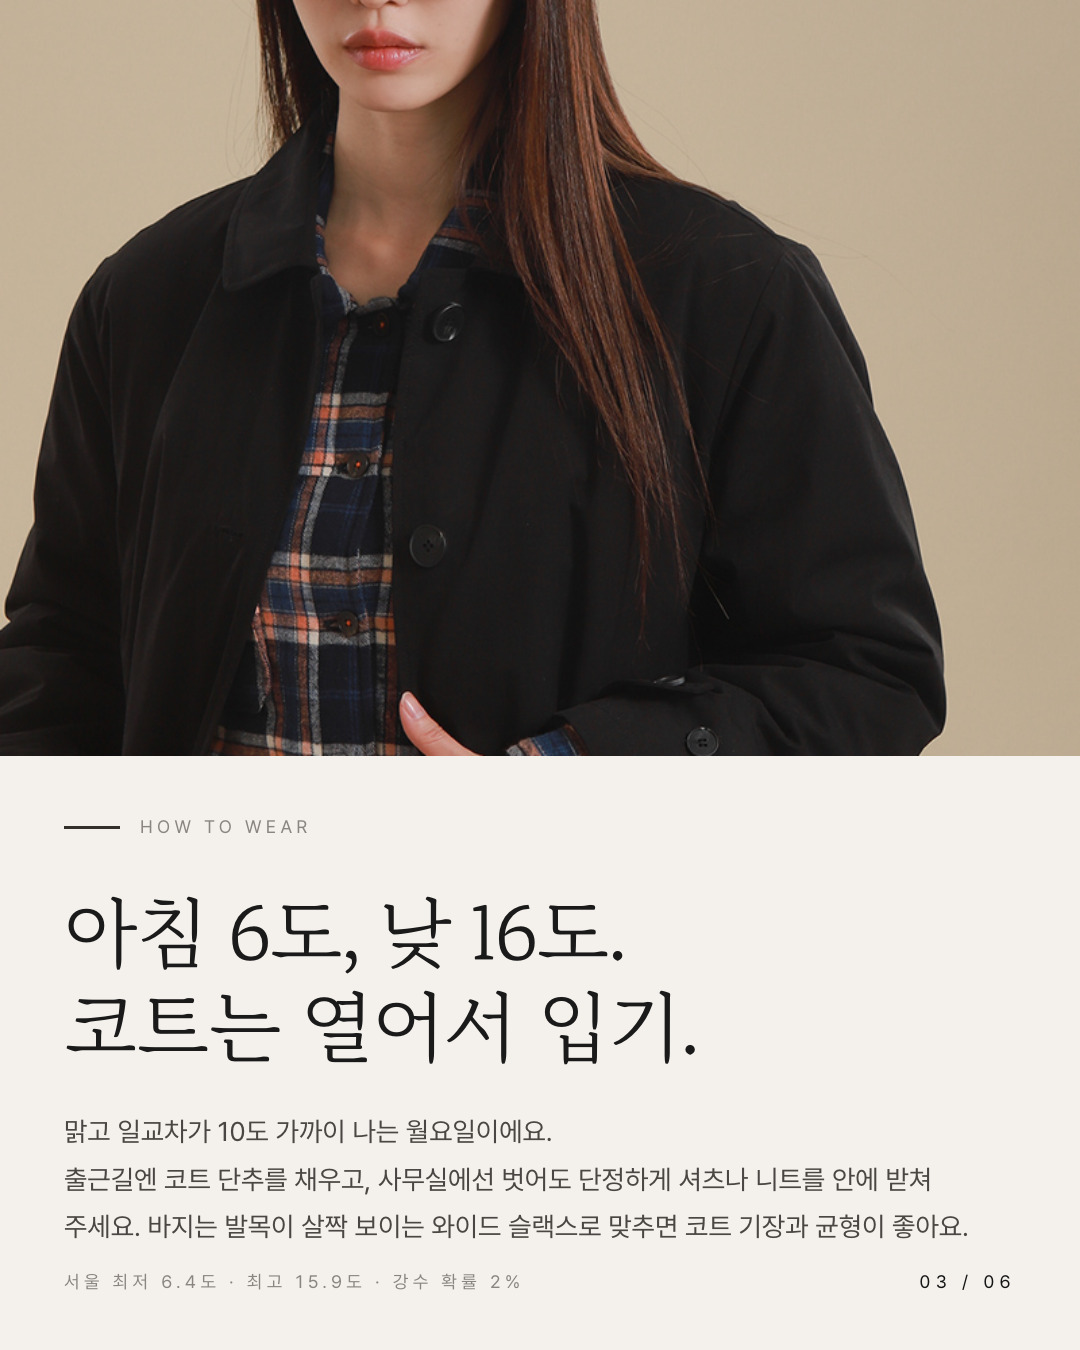 HOW TO WEAR
아침 6도, 낮 16도.
코트는 열어서 입기.
맑고 일교차가 10도 가까이 나는 월요일이에요.
출근길엔 코트 단추를 채우고, 사무실에선 벗어도 단정하게 셔츠나 니트를 안에 받쳐
주세요. 바지는 발목이 살짝 보이는 와이드 슬랙스로 맞추면 코트 기장과 균형이 좋아요.
서울 최저 6.4도 · 최고 15.9도 · 강수 확률 2%
03 / 06